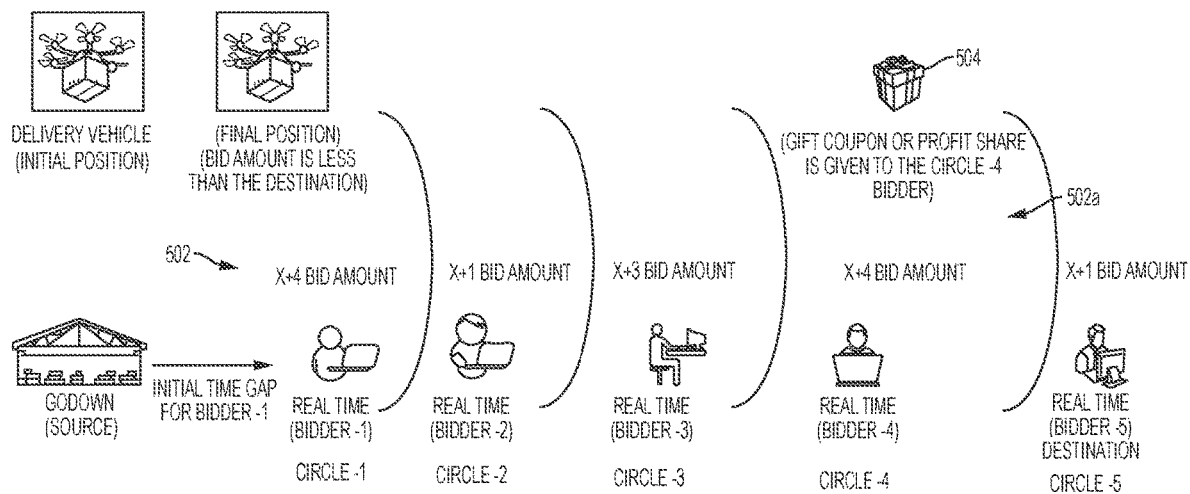 DELIVERY VEHICLE
(INITIAL POSITION)
(FINAL POSITION)
(BID AMOUNT IS LESS
THAN THE DESTINATION)
504
(GIFT COUPON OR PROFIT SHARE
IS GIVEN TO THE CIRCLE -4
BIDDER)
502a
502
X+4 BID AMOUNT
X+1 BID AMOUNT
X+3 BID AMOUNT
X+4 BID AMOUNT
X+1 BID AMOUNT
GODOWN
(SOURCE)
INITIAL TIME GAP
FOR BIDDER -1
REAL TIME
(BIDDER -1)
CIRCLE -1
REAL TIME
(BIDDER -2)
CIRCLE -2
REAL TIME
(BIDDER -3)
CIRCLE -3
REAL TIME
(BIDDER -4)
CIRCLE -4
REAL TIME
(BIDDER -5)
DESTINATION
CIRCLE -5